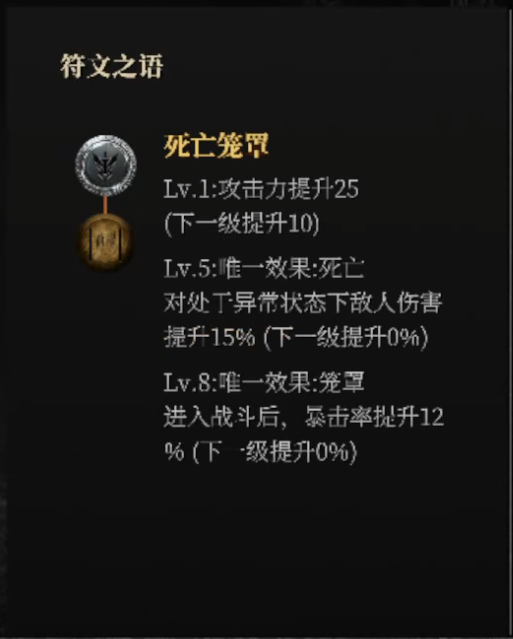 符文之语
死亡笼罩
Lv.1:攻击力提升25
(下一级提升10)
Lv.5:唯一效果:死亡
对处于异常状态下敌人伤害
提升15% (下一级提升0%)
Lv.8:唯一效果:笼罩
进入战斗后，暴击率提升12
% (下一级提升0%)